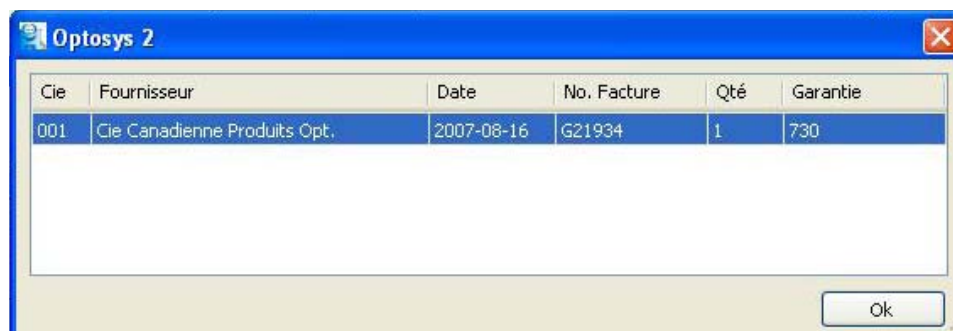 Optosys 2
Cie Fournisseur Date No. Facture Qté Garantie
001 Cie Canadienne Produits Opt. 2007-08-16 G21934 1 730
Ok